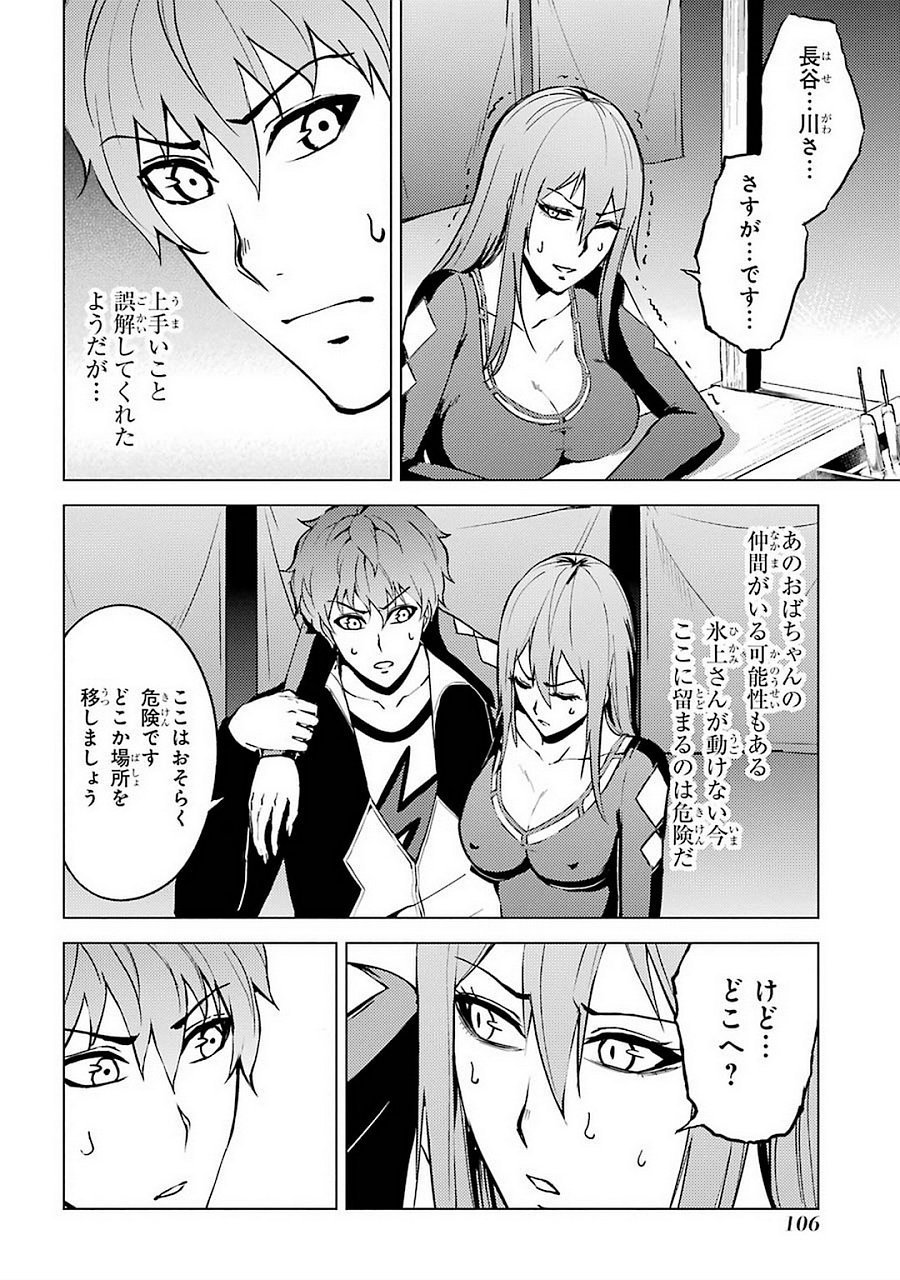 長谷…川さ…
さすが…です…
上手いこと
誤解してくれた
ようだが…
あのおばちゃんの
仲間がいる可能性もある
氷上さんが動けない今
ここに留まるのは危険だ
ここはおそらく
危険です
どこか場所を
移しましょう
けど…
どこへ？
106